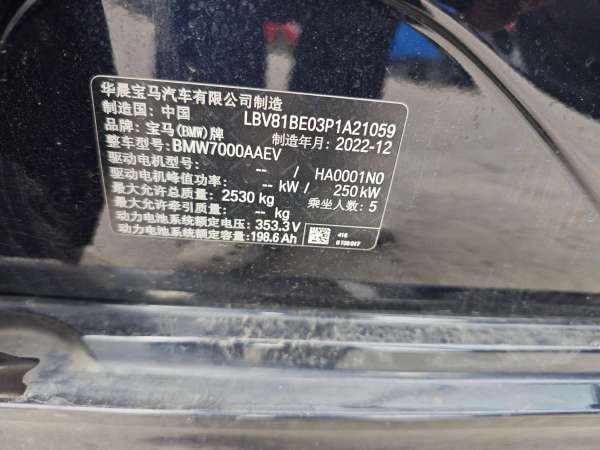 华晨宝马汽车有限公司制造
制造国: 中国 LBV81BE03P1A21059
品牌: 宝马(BMW)牌 制造年月: 2022-12
整车型号: BMW7000AAEV
驱动电机型号: -- / HA0001N0
驱动电机峰值功率: -- kW / 250 kW
最大允许总质量: 2530 kg 乘坐人数: 5
最大允许牵引质量: -- kg
动力电池系统额定电压: 353.3 V
动力电池系统额定容量: 198.6 Ah
416